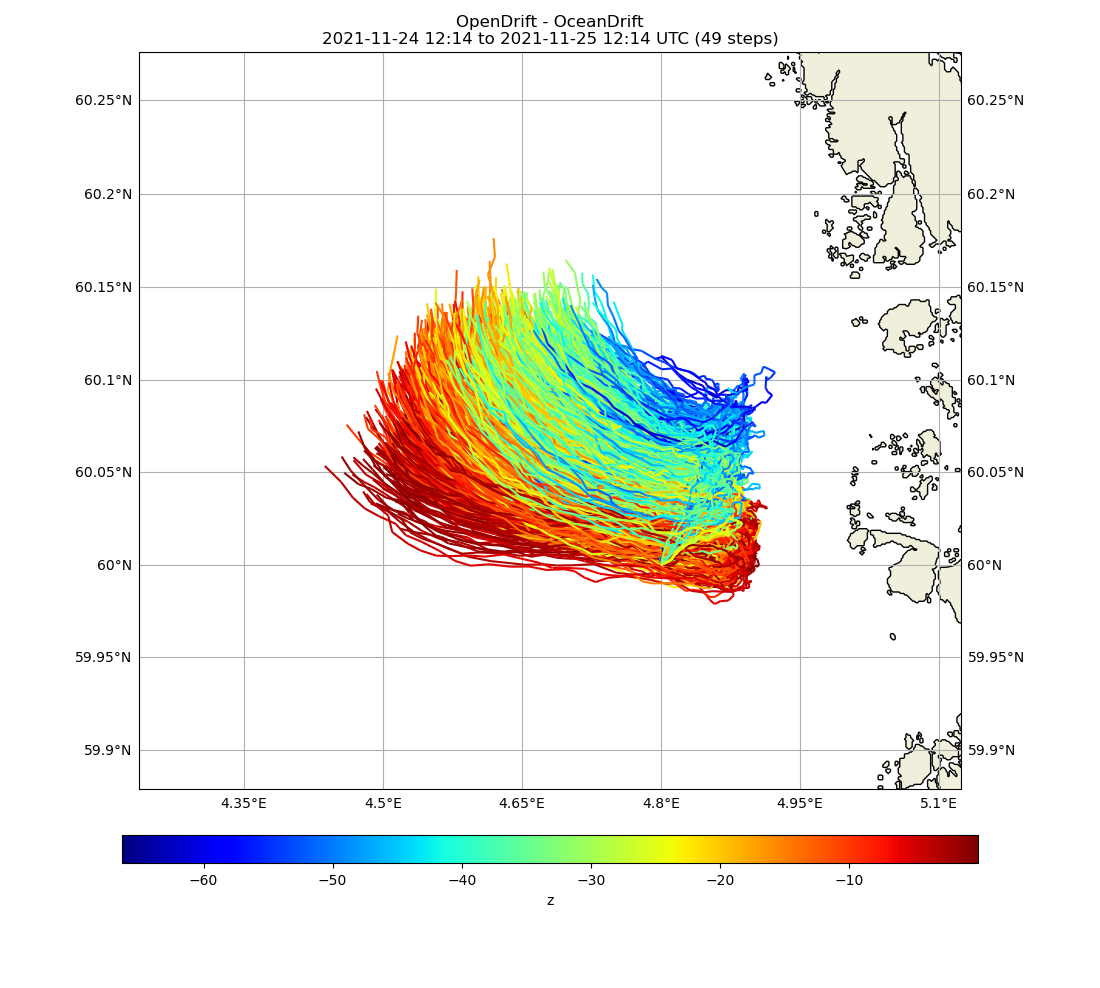 OpenDrift - OceanDrift
2021-11-24 12:14 to 2021-11-25 12:14 UTC (49 steps)
60.25°N 60.25°N
60.2°N 60.2°N
60.15°N 60.15°N
60.1°N 60.1°N
60.05°N 60.05°N
60°N 60°N
59.95°N 59.95°N
59.9°N 59.9°N
4.35°E 4.5°E 4.65°E 4.8°E 4.95°E 5.1°E
−60 −50 −40 −30 −20 −10
z